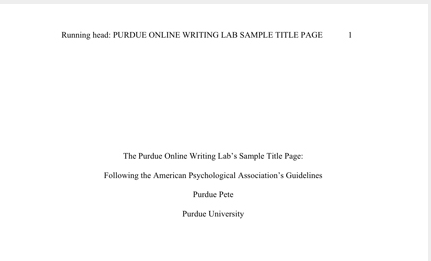 Running head: PURDUE ONLINE WRITING LAB SAMPLE TITLE PAGE 1
The Purdue Online Writing Lab’s Sample Title Page:
Following the American Psychological Association’s Guidelines
Purdue Pete
Purdue University